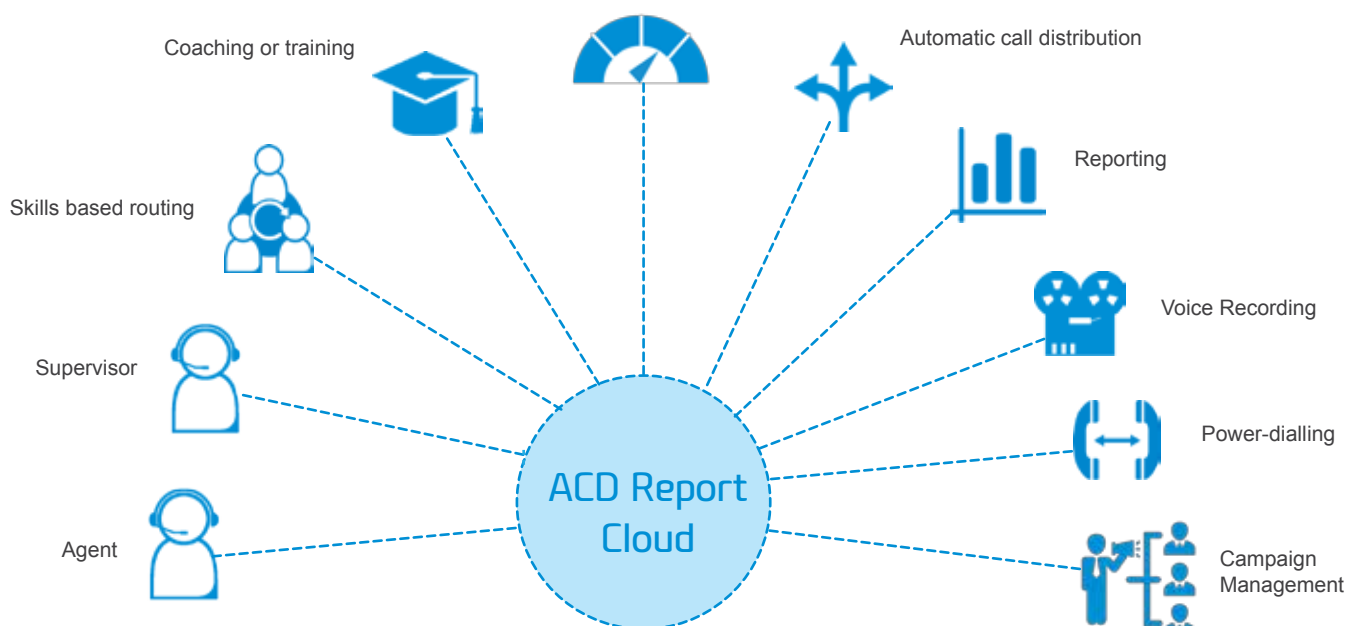 Coaching or training
Automatic call distribution
Reporting
Skills based routing
Voice Recording
Supervisor
Power-dialling
ACD Report
Cloud
Agent
Campaign
Management